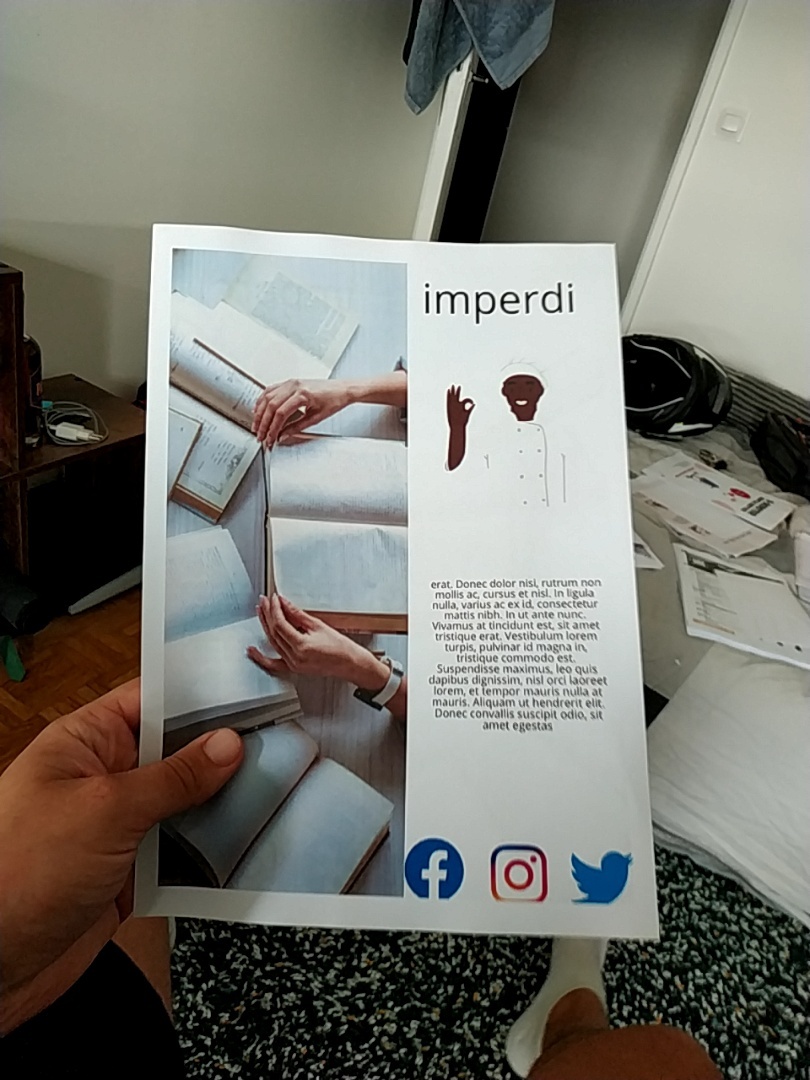 imperdi
erat. Donec dolor nisi, rutrum non
mollis ac, cursus et nisl. In ligula
nulla, varius ac ex id, consectetur
mattis nibh. In ut ante nunc.
Vivamus at tincidunt est, sit amet
tristique erat. Vestibulum lorem
turpis, pulvinar id magna in,
tristique commodo est.
Suspendisse maximus, leo quis
dapibus dignissim, nisl orci laoreet
lorem, et tempor mauris nulla at
mauris. Aliquam ut hendrerit elit.
Donec convallis suscipit odio, sit
amet egestas